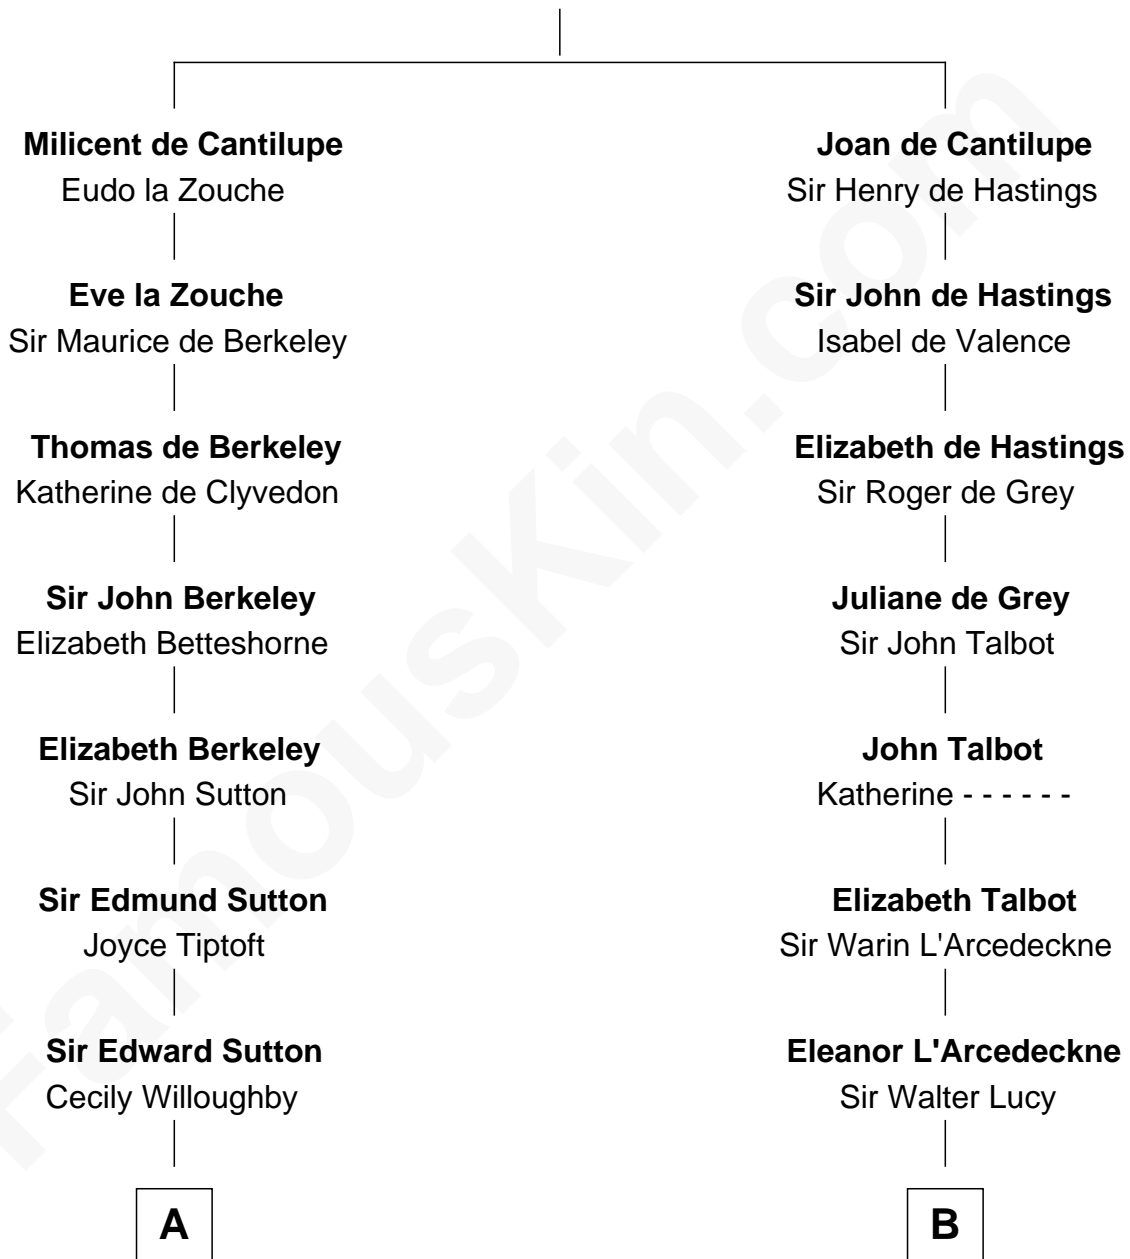 Milicent de Cantilupe
Eudo la Zouche
Joan de Cantilupe
Sir Henry de Hastings
Eve la Zouche
Sir Maurice de Berkeley
Sir John de Hastings
Isabel de Valence
Thomas de Berkeley
Katherine de Clyvedon
Elizabeth de Hastings
Sir Roger de Grey
Sir John Berkeley
Elizabeth Betteshorne
Juliane de Grey
Sir John Talbot
Elizabeth Berkeley
Sir John Sutton
John Talbot
Katherine - - - - - -
Sir Edmund Sutton
Joyce Tiptoft
Elizabeth Talbot
Sir Warin L'Arcedeckne
Sir Edward Sutton
Cecily Willoughby
Eleanor L'Arcedeckne
Sir Walter Lucy
A
B
FamousKin.com